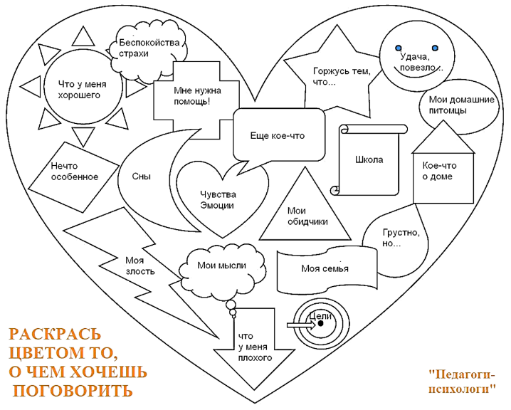 Беспокойства
страхи
Удача,
повезло..
Что у меня
хорошего
Мне нужна
помощь!
Горжусь тем,
что...
Мои домашние
питомцы
Еще кое-что
Школа
Кое-что
о доме
Нечто
особенное
Сны
Чувства
Эмоции
Мои
обидчики
Грустно,
но...
Моя
злость
Мои мысли
Моя семья
Цели
что
у меня
плохого
РАСКРАСЬ
ЦВЕТОМ ТО,
О ЧЕМ ХОЧЕШЬ
ПОГОВОРИТЬ
"Педагоги-
психологи"